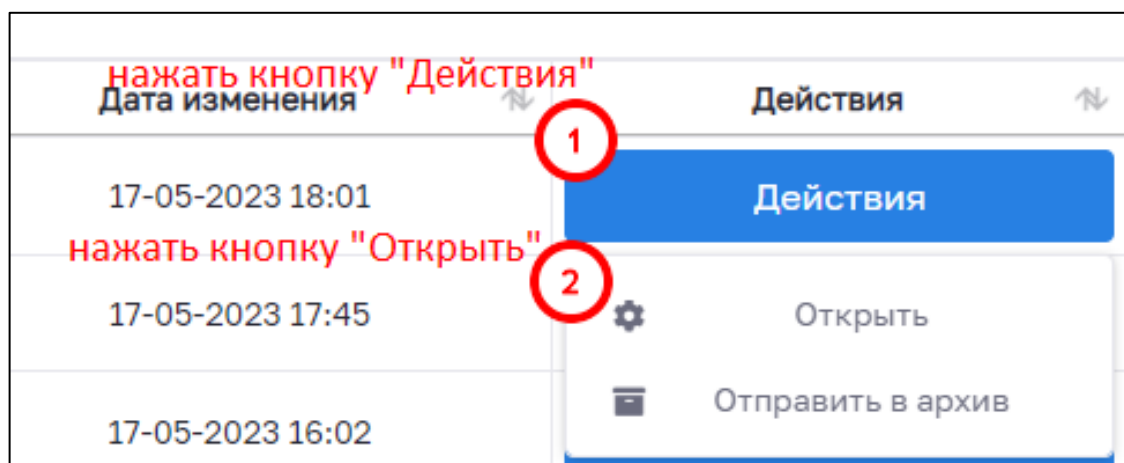 нажать кнопку "Действия"
Дата изменения
Действия
1
17-05-2023 18:01
Действия
нажать кнопку "Открыть"
2
17-05-2023 17:45
Открыть
Отправить в архив
17-05-2023 16:02